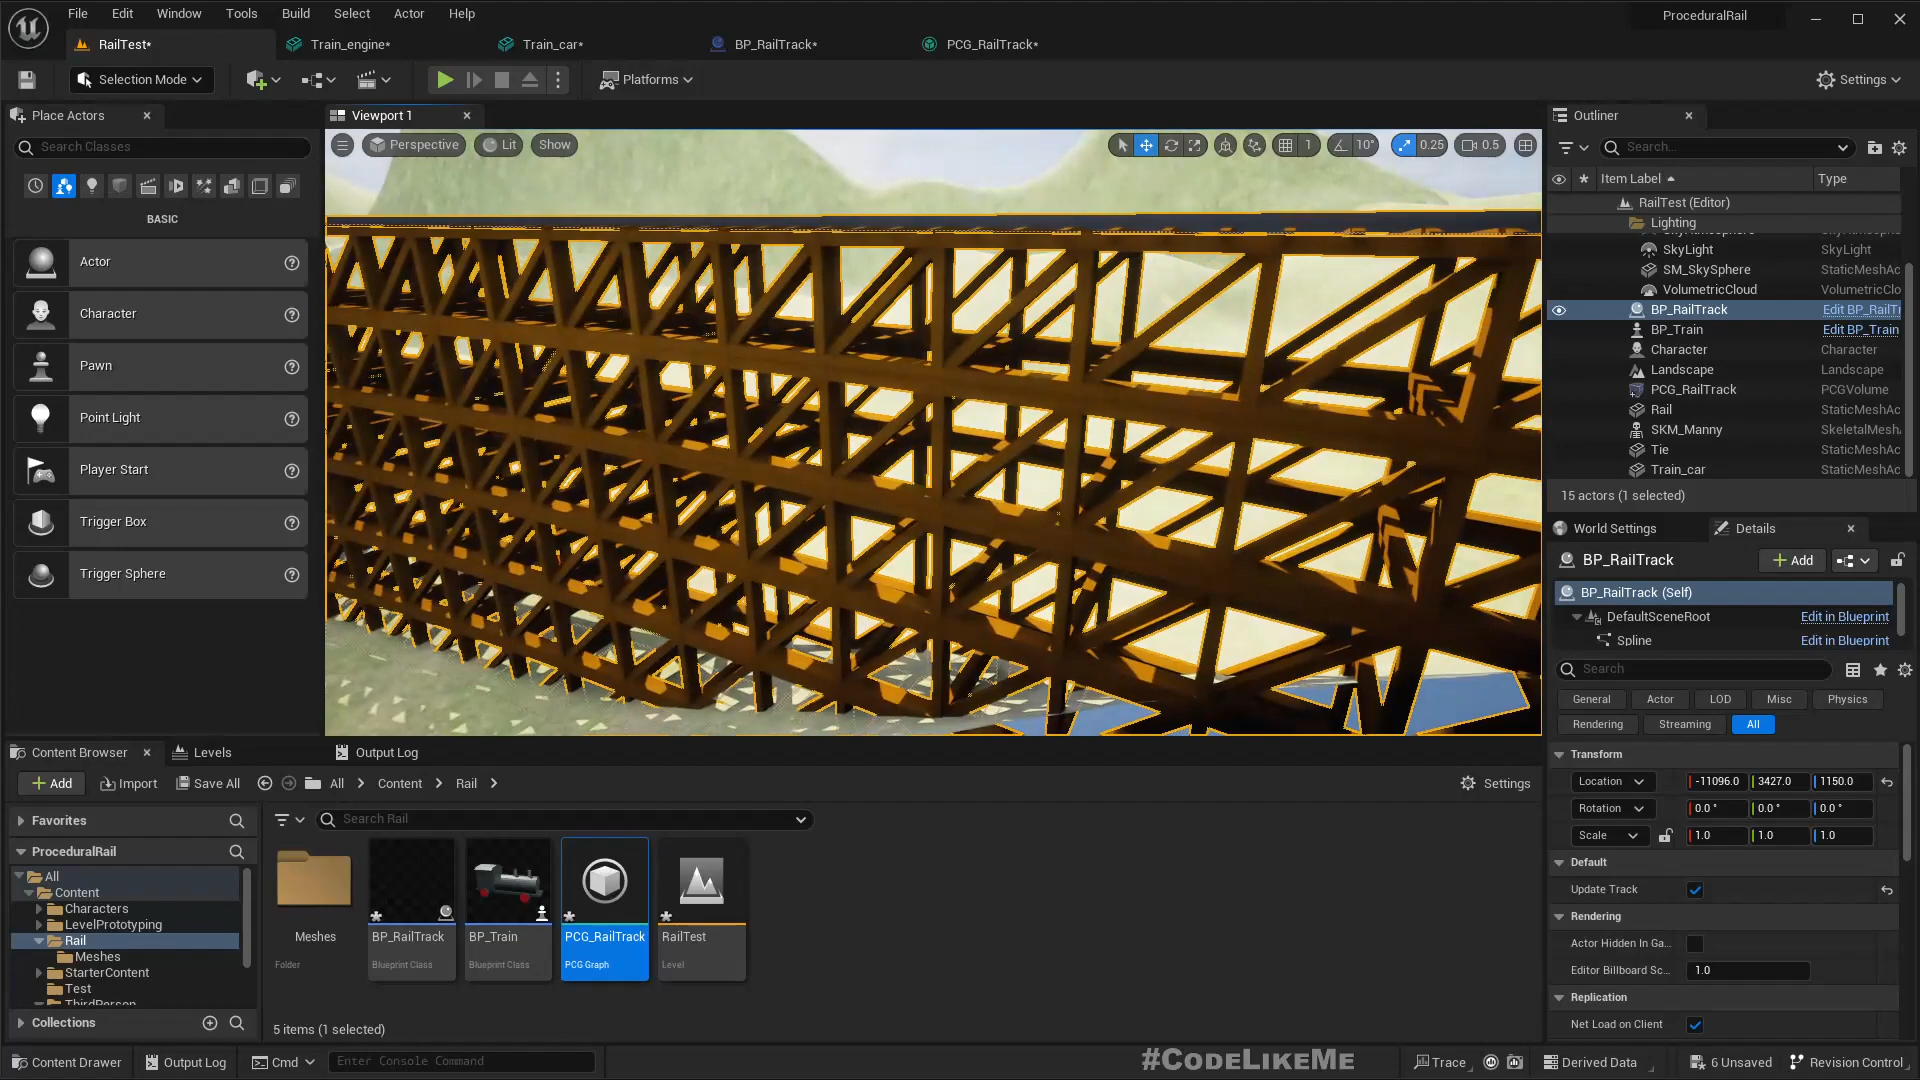 File Edit Window Tools Build Select Actor Help ProceduralRail
RailTest* Train_engine* Train_car* BP_RailTrack* PCG_RailTrack*
Selection Mode Platforms Settings
Place Actors
Search Classes
BASIC
Actor
Character
Pawn
Point Light
Player Start
Trigger Box
Trigger Sphere
Viewport 1
Perspective Lit Show 1 10° 0.25 0.5
Outliner
Search...
Item Label Type
RailTest (Editor)
Lighting
SkyLight SkyLight
SM_SkySphere StaticMeshAc
VolumetricCloud VolumetricClo
BP_RailTrack Edit BP_RailTr
BP_Train Edit BP_Train
Character Character
Landscape Landscape
PCG_RailTrack PCGVolume
Rail StaticMeshAc
SKM_Manny SkeletalMesh
Tie StaticMeshAc
Train_car StaticMeshAc
15 actors (1 selected)
World Settings Details
BP_RailTrack Add
BP_RailTrack (Self)
DefaultSceneRoot Edit in Blueprint
Spline Edit in Blueprint
Search
General Actor LOD Misc Physics
Rendering Streaming All
Transform
Location -11096.0 3427.0 1150.0
Rotation 0.0 ° 0.0 ° 0.0 °
Scale 1.0 1.0 1.0
Default
Update Track
Rendering
Actor Hidden In Ga...
Editor Billboard Sc... 1.0
Replication
Net Load on Client
Content Browser Levels Output Log
Add Import Save All All Content Rail Settings
Favorites
ProceduralRail
All
Content
Characters
LevelPrototyping
Rail
Meshes
StarterContent
Test
ThirdPerson
Collections
Search Rail
Meshes
Folder
BP_RailTrack
Blueprint Class
BP_Train
Blueprint Class
PCG_RailTrack
PCG Graph
RailTest
Level
5 items (1 selected)
Content Drawer Output Log Cmd Enter Console Command #CODELIKEME Trace Derived Data 6 Unsaved Revision Control